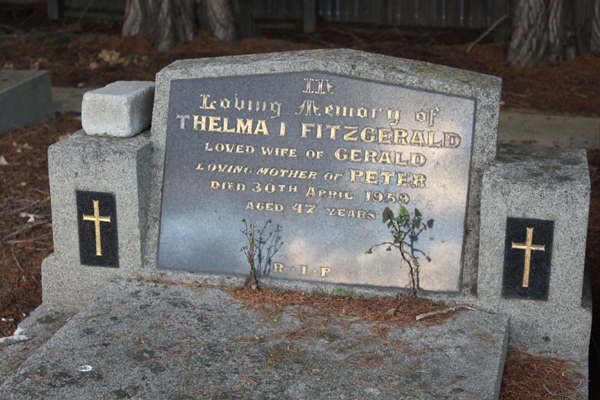 In
Loving Memory of
THELMA I FITZGERALD
LOVED WIFE OF GERALD
LOVING MOTHER OF PETER
DIED 30TH APRIL 1959
AGED 47 YEARS
R·I·P